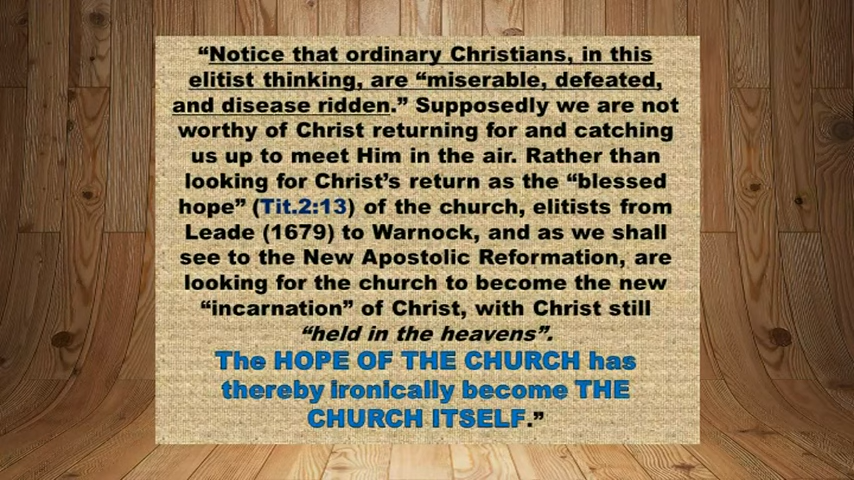 “Notice that ordinary Christians, in this
elitist thinking, are “miserable, defeated,
and disease ridden.” Supposedly we are not
worthy of Christ returning for and catching
us up to meet Him in the air. Rather than
looking for Christ’s return as the “blessed
hope” (Tit.2:13) of the church, elitists from
Leade (1679) to Warnock, and as we shall
see to the New Apostolic Reformation, are
looking for the church to become the new
“incarnation” of Christ, with Christ still
“held in the heavens”.
The HOPE OF THE CHURCH has
thereby ironically become THE
CHURCH ITSELF.”